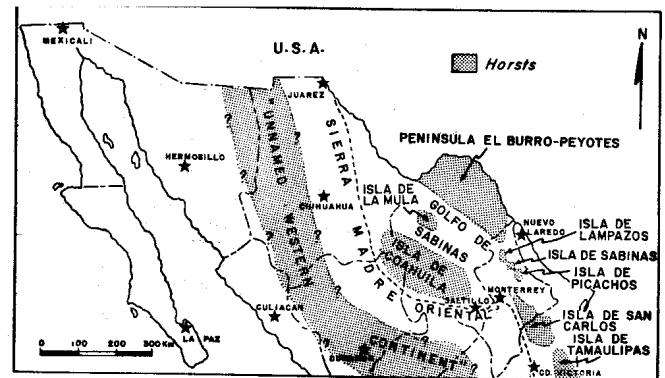 U.S.A.
N
Horsts
MEXICALI
JUAREZ
"UNNAMED WESTERN CONTINENT"
SIERRA MADRE ORIENTAL
PENINSULA EL BURRO-PEYOTES
HERMOSILLO
CHIHUAHUA
ISLA DE
LA MULA
GOLFO DE
SABINAS
NUEVO
LAREDO
ISLA DE
LAMPAZOS
ISLA DE SABINAS
ISLA DE
PICACHOS
ISLA DE
COAHUILA
MONTERREY
SALTILLO
CULIACAN
LA PAZ
ISLA DE SAN
CARLOS
ISLA DE
TAMAULIPAS
CD. VICTORIA
0 100 200 300 KM
? ? ? ? ? ? ? ?